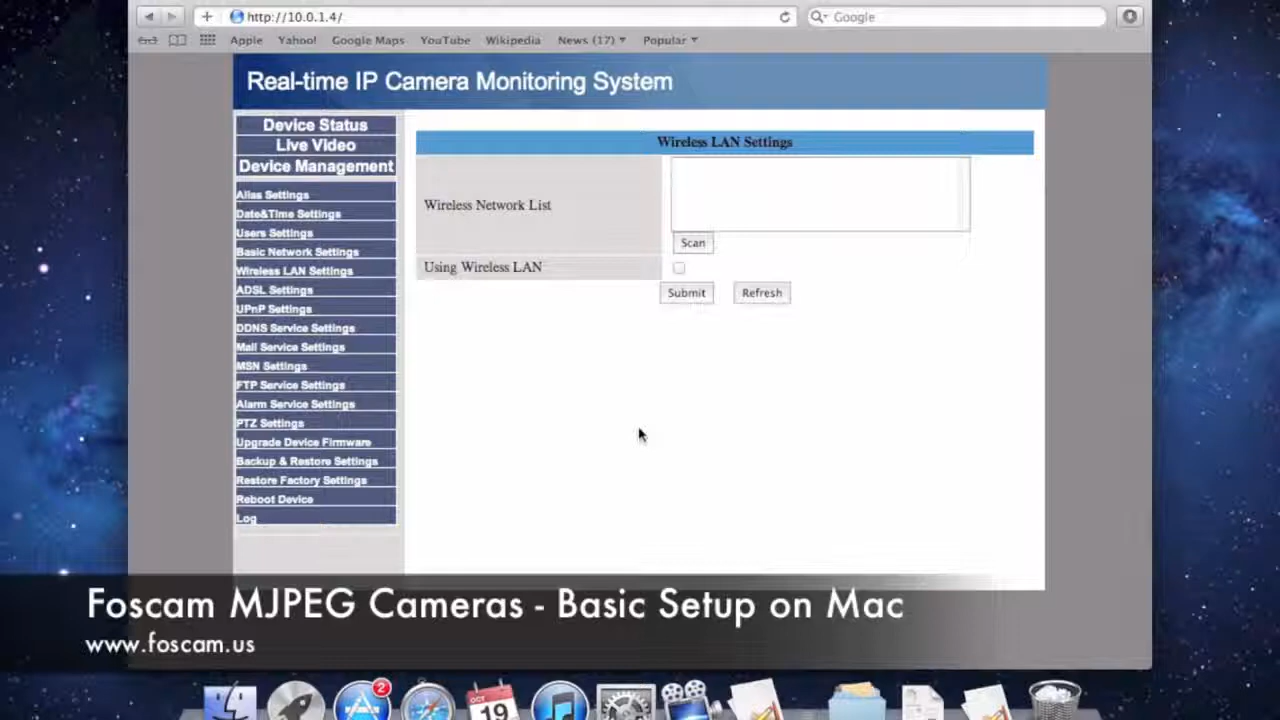 http://10.0.1.4/
Google
Apple Yahoo! Google Maps YouTube Wikipedia News (17) Popular
Real-time IP Camera Monitoring System
Device Status
Live Video
Device Management
Alias Settings
Date&Time Settings
Users Settings
Basic Network Settings
Wireless LAN Settings
ADSL Settings
UPnP Settings
DDNS Service Settings
Mail Service Settings
MSN Settings
FTP Service Settings
Alarm Service Settings
PTZ Settings
Upgrade Device Firmware
Backup & Restore Settings
Restore Factory Settings
Reboot Device
Log
Wireless LAN Settings
Wireless Network List
Scan
Using Wireless LAN
Submit Refresh
Foscam MJPEG Cameras - Basic Setup on Mac
www.foscam.us
2
OCT
19